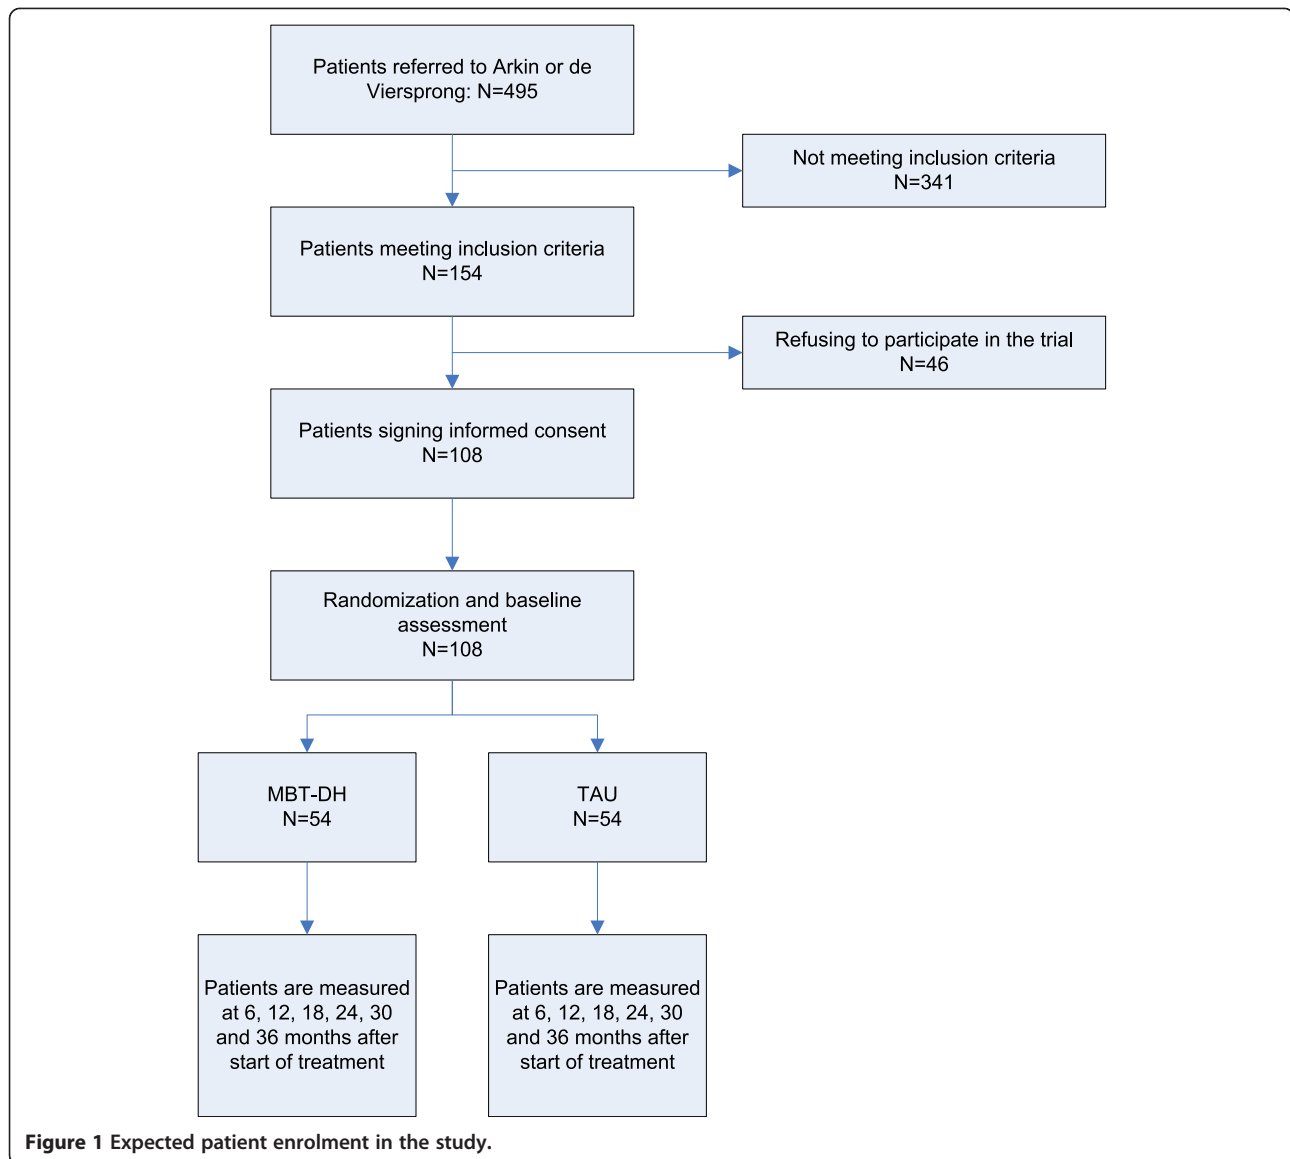 Patients referred to Arkin or de
Viersprong: N=495
Not meeting inclusion criteria
N=341
Patients meeting inclusion criteria
N=154
Refusing to participate in the trial
N=46
Patients signing informed consent
N=108
Randomization and baseline
assessment
N=108
MBT-DH
N=54
TAU
N=54
Patients are measured
at 6, 12, 18, 24, 30
and 36 months after
start of treatment
Patients are measured
at 6, 12, 18, 24, 30
and 36 months after
start of treatment
Figure 1 Expected patient enrolment in the study.